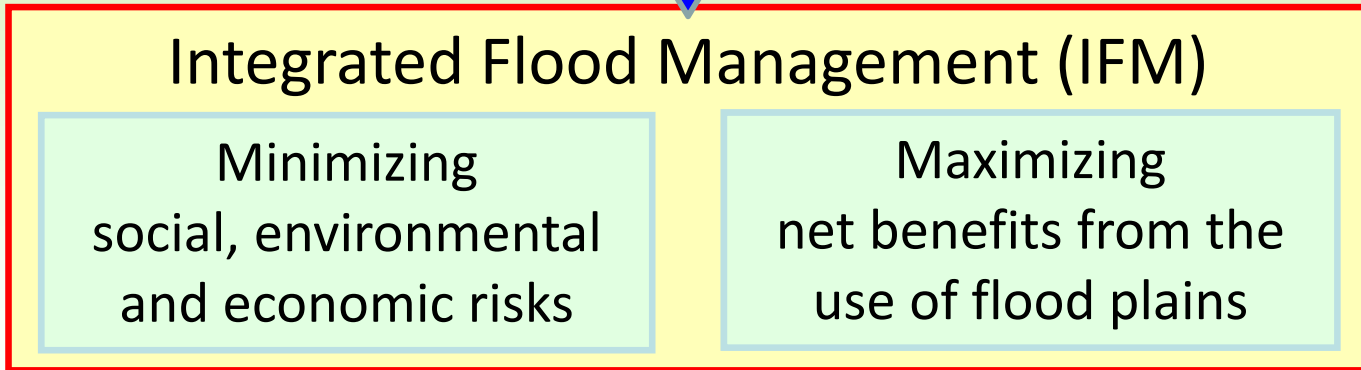 Integrated Flood Management (IFM)
Minimizing
social, environmental
and economic risks
Maximizing
net benefits from the
use of flood plains